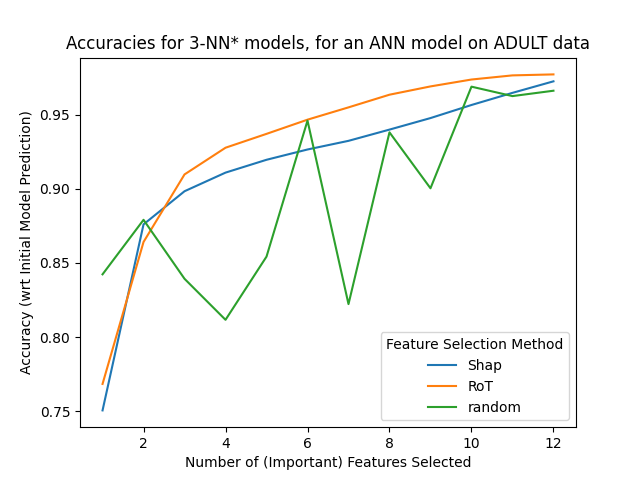 Accuracies for 3-NN* models, for an ANN model on ADULT data
Accuracy (wrt Initial Model Prediction)
0.95
0.90
0.85
0.80
0.75
Feature Selection Method
Shap
RoT
random
2
4
6
8
10
12
Number of (Important) Features Selected